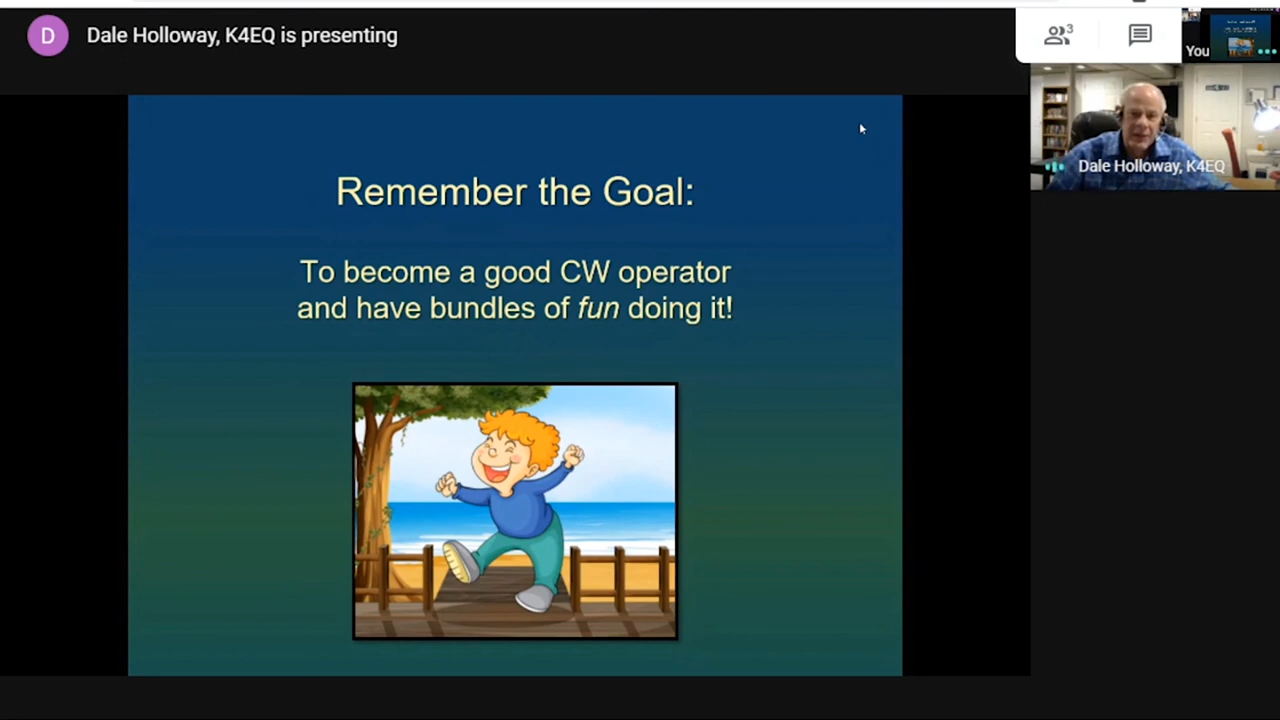 D
Dale Holloway, K4EQ is presenting
3
You
Dale Holloway, K4EQ
Remember the Goal:
To become a good CW operator
and have bundles of fun doing it!